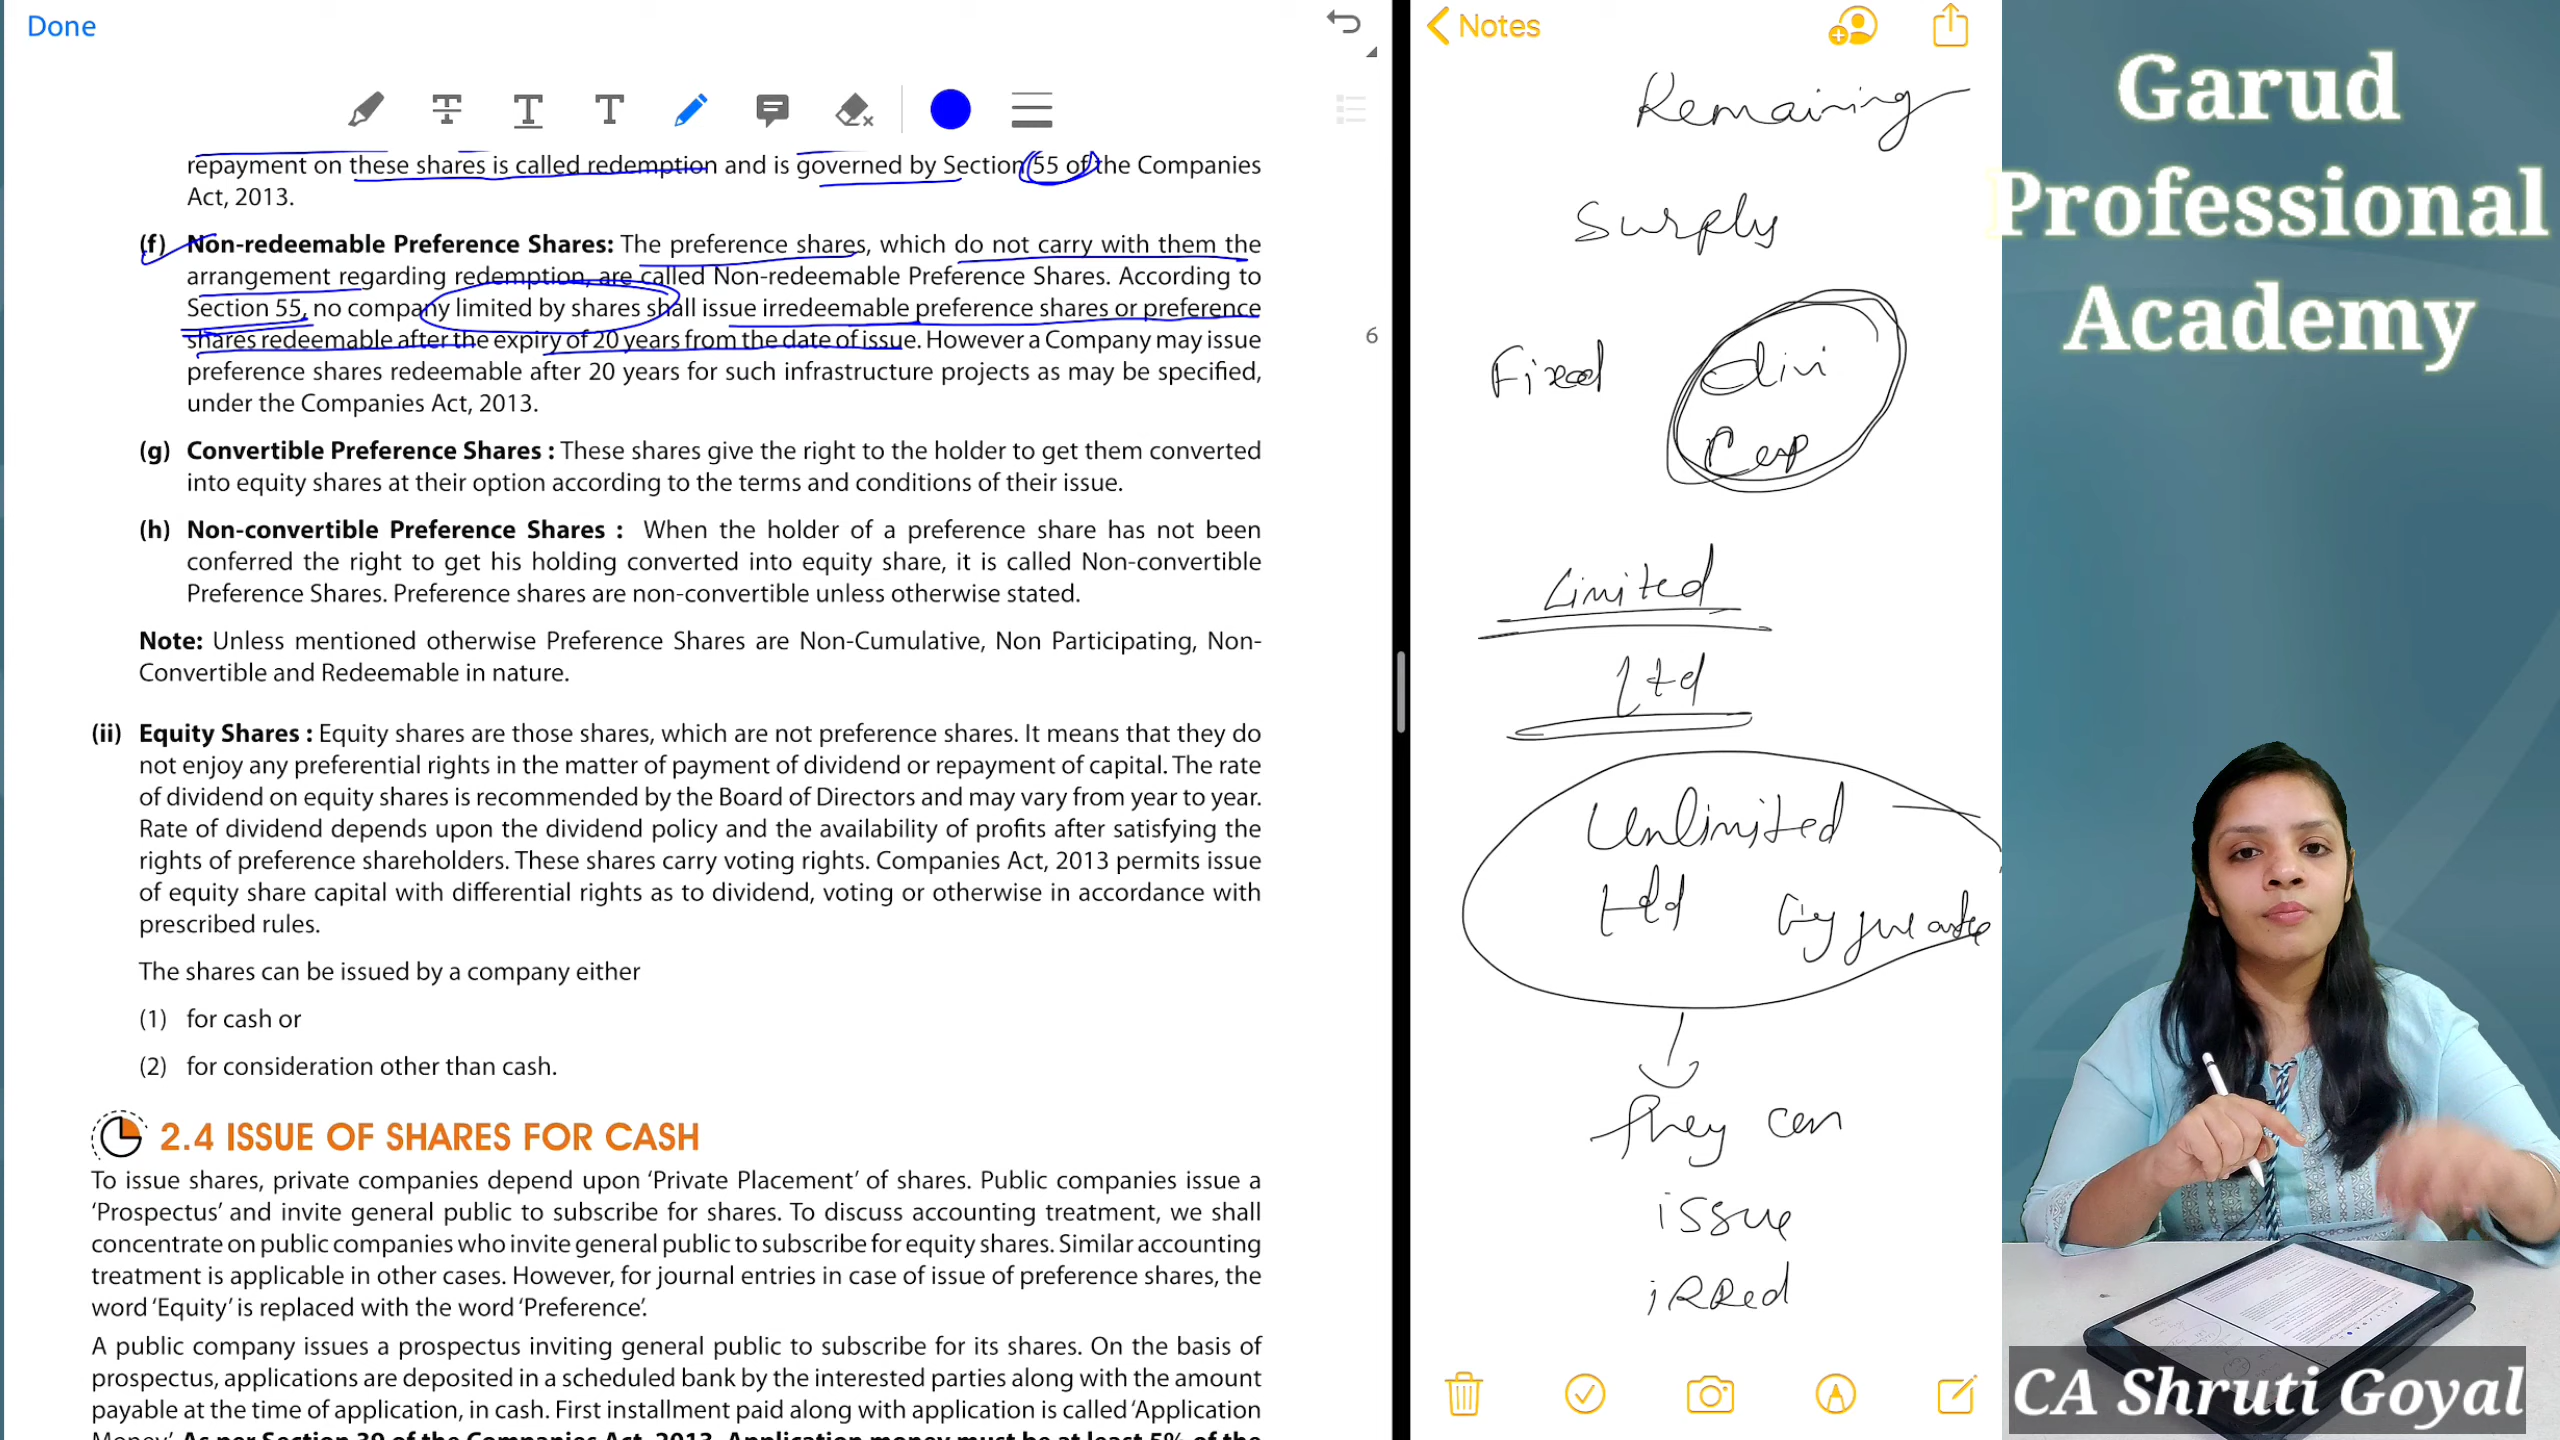 Done
repayment on these shares is called redemption and is governed by Section 55 of the Companies
Act, 2013.
(f) Non-redeemable Preference Shares: The preference shares, which do not carry with them the
arrangement regarding redemption, are called Non-redeemable Preference Shares. According to
Section 55, no company limited by shares shall issue irredeemable preference shares or preference
shares redeemable after the expiry of 20 years from the date of issue. However a Company may issue
preference shares redeemable after 20 years for such infrastructure projects as may be specified,
under the Companies Act, 2013.
6
(g) Convertible Preference Shares : These shares give the right to the holder to get them converted
into equity shares at their option according to the terms and conditions of their issue.
(h) Non-convertible Preference Shares : When the holder of a preference share has not been
conferred the right to get his holding converted into equity share, it is called Non-convertible
Preference Shares. Preference shares are non-convertible unless otherwise stated.
Note: Unless mentioned otherwise Preference Shares are Non-Cumulative, Non Participating, Non-
Convertible and Redeemable in nature.
(ii) Equity Shares : Equity shares are those shares, which are not preference shares. It means that they do
not enjoy any preferential rights in the matter of payment of dividend or repayment of capital. The rate
of dividend on equity shares is recommended by the Board of Directors and may vary from year to year.
Rate of dividend depends upon the dividend policy and the availability of profits after satisfying the
rights of preference shareholders. These shares carry voting rights. Companies Act, 2013 permits issue
of equity share capital with differential rights as to dividend, voting or otherwise in accordance with
prescribed rules.
The shares can be issued by a company either
(1) for cash or
(2) for consideration other than cash.
2.4 ISSUE OF SHARES FOR CASH
To issue shares, private companies depend upon ‘Private Placement’ of shares. Public companies issue a
‘Prospectus’ and invite general public to subscribe for shares. To discuss accounting treatment, we shall
concentrate on public companies who invite general public to subscribe for equity shares. Similar accounting
treatment is applicable in other cases. However, for journal entries in case of issue of preference shares, the
word ‘Equity’ is replaced with the word ‘Preference’.
A public company issues a prospectus inviting general public to subscribe for its shares. On the basis of
prospectus, applications are deposited in a scheduled bank by the interested parties along with the amount
payable at the time of application, in cash. First installment paid along with application is called ‘Application
Money’. As per Section 39 of the Companies Act, 2013, Application money must be at least 5% of the
Notes
Remaining
Fixed div
Limited
Ltd
Unlimited
by
they can
issue
iRRed
Garud
Professional
Academy
CA Shruti Goyal